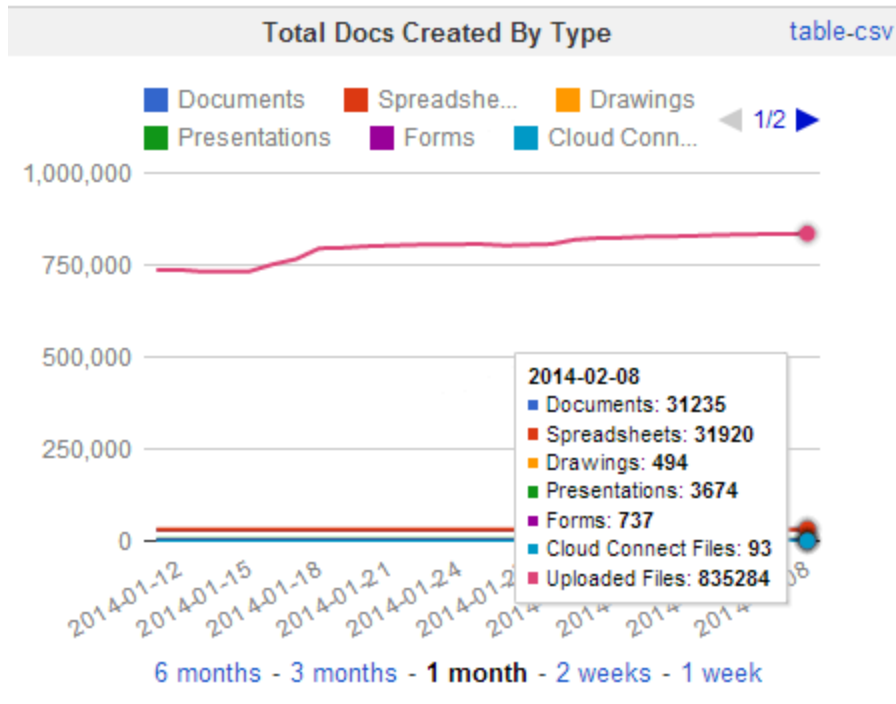 Total Docs Created By Type table-csv
Documents Spreadshe... Drawings
1/2
Presentations Forms Cloud Conn...
1,000,000
750,000
500,000
250,000
0
2014-02-08
Documents: 31235
Spreadsheets: 31920
Drawings: 494
Presentations: 3674
Forms: 737
Cloud Connect Files: 93
Uploaded Files: 835284
2014-01-12 2014-01-15 2014-01-18 2014-01-21 2014-01-24
6 months - 3 months - 1 month - 2 weeks - 1 week